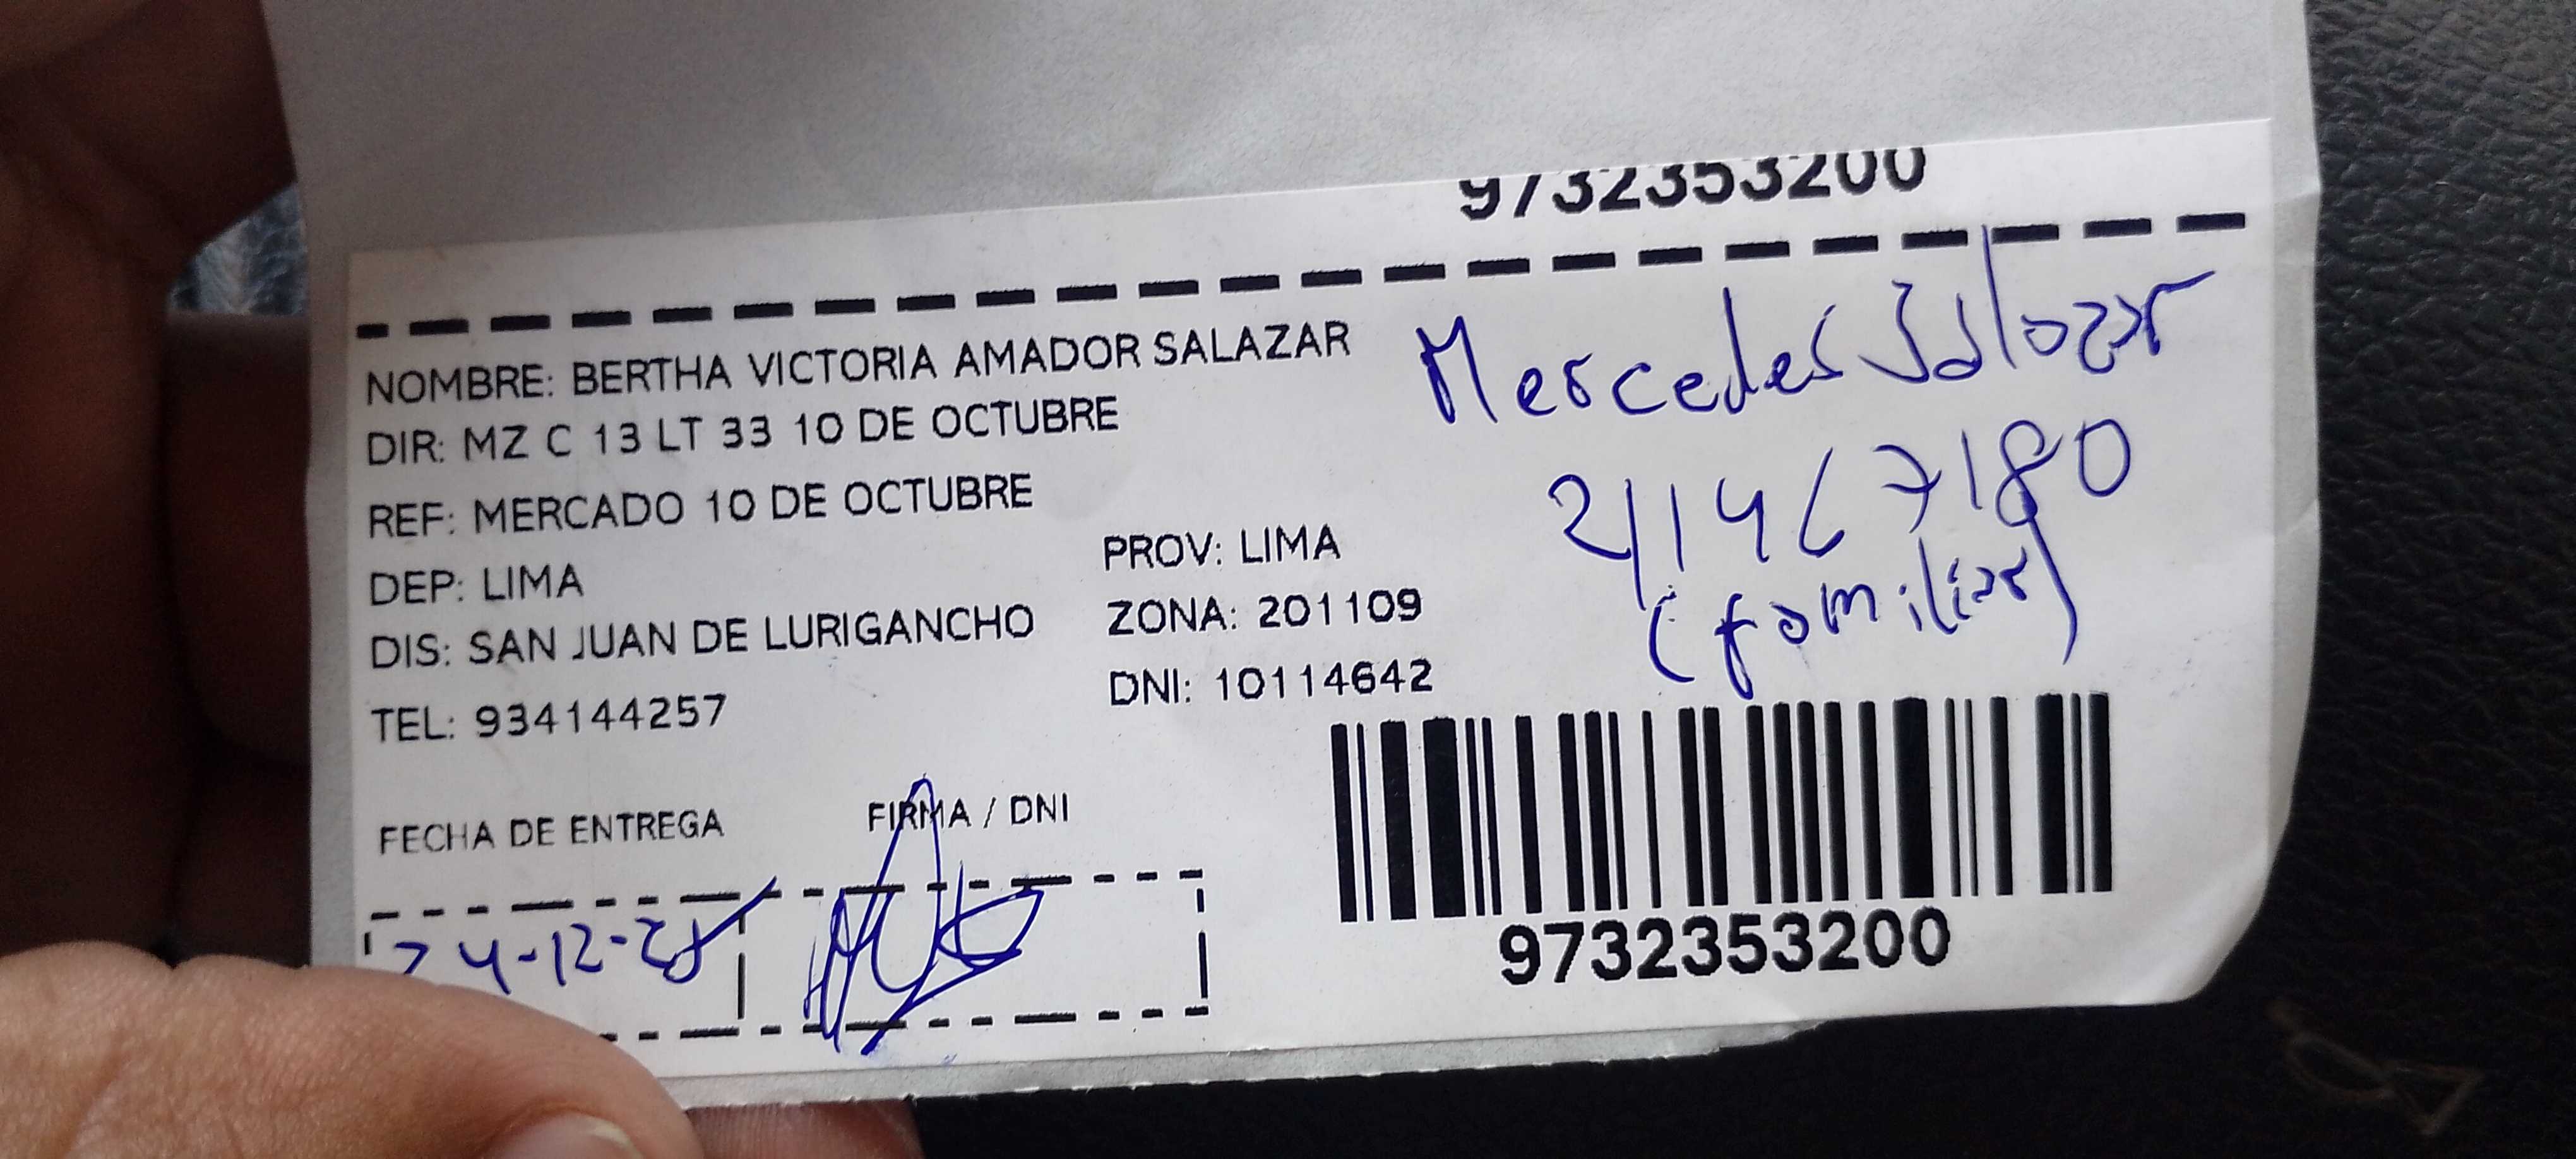 9732353200
NOMBRE: BERTHA VICTORIA AMADOR SALAZAR
DIR: MZ C 13 LT 33 10 DE OCTUBRE
REF: MERCADO 10 DE OCTUBRE
DEP: LIMA
PROV: LIMA
DIS: SAN JUAN DE LURIGANCHO
ZONA: 201109
TEL: 934144257
DNI: 10114642
Mercedes Salazar
21467180
(familiar)
FECHA DE ENTREGA
FIRMA / DNI
24-12-25
9732353200